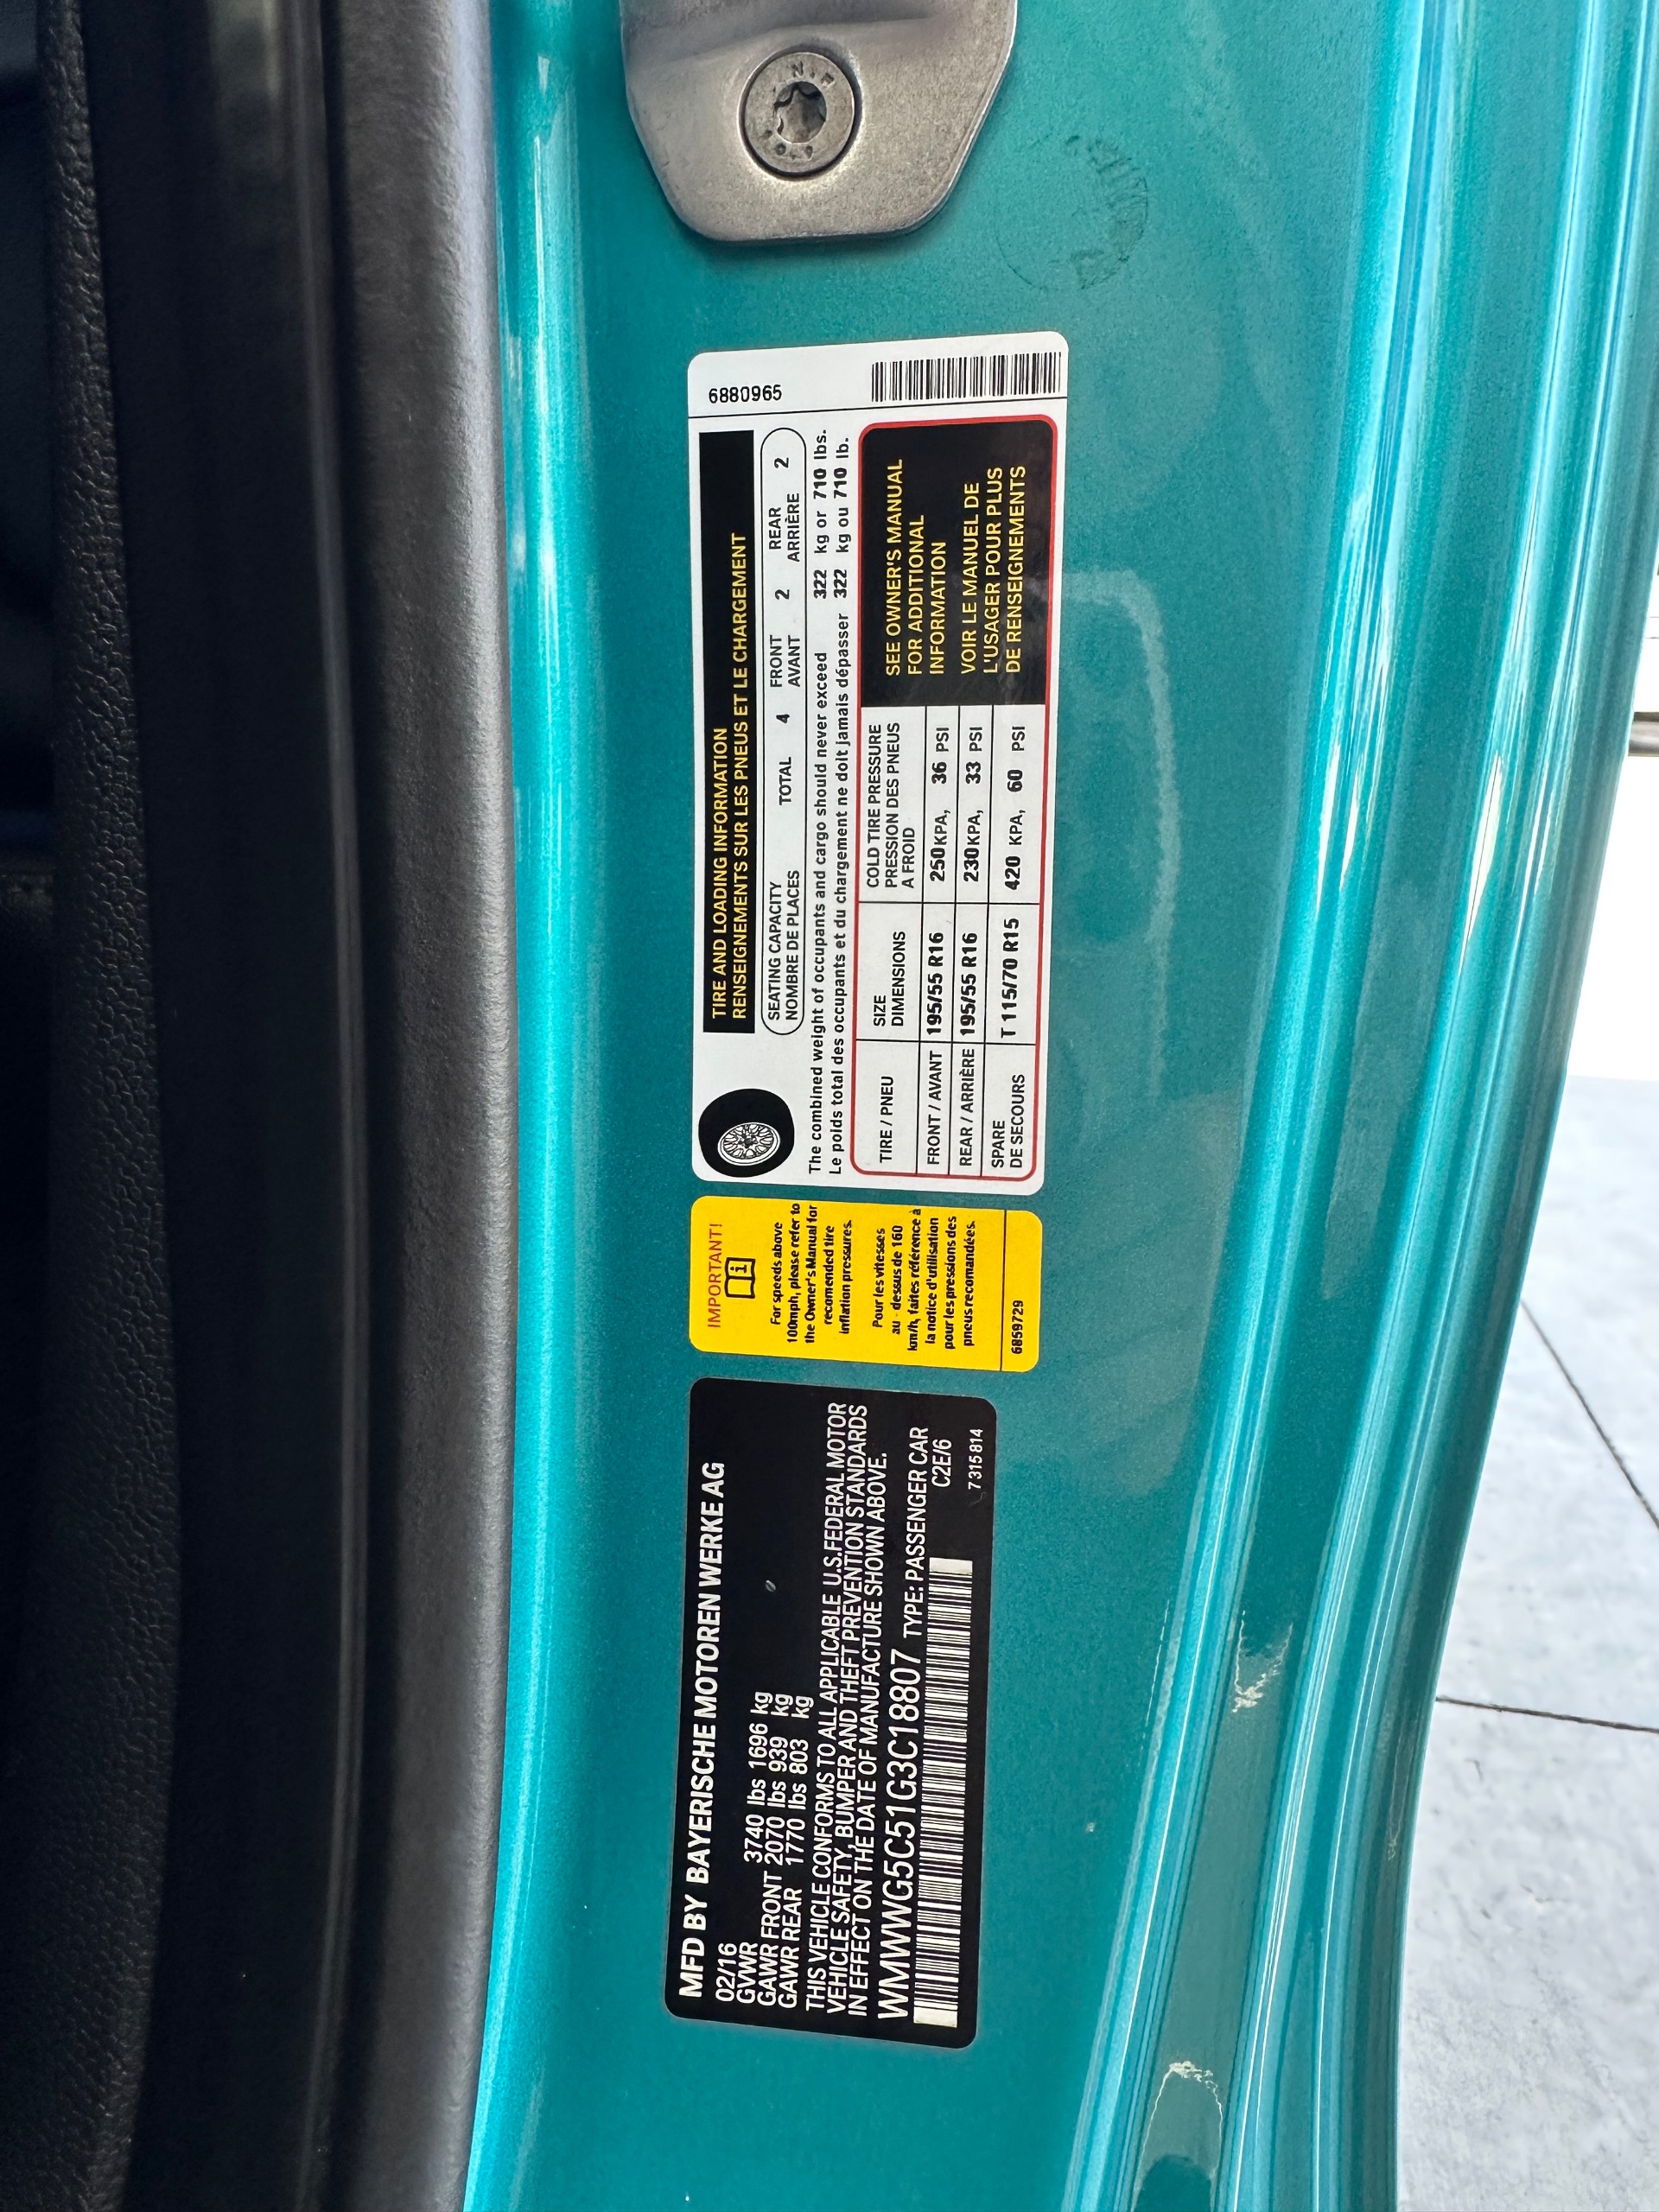 6880965
TIRE AND LOADING INFORMATION
RENSEIGNEMENTS SUR LES PNEUS ET LE CHARGEMENT
SEATING CAPACITY TOTAL 4 FRONT 2 REAR 2
NOMBRE DE PLACES AVANT ARRIÈRE
The combined weight of occupants and cargo should never exceed 322 kg or 710 lbs.
Le poids total des occupants et du chargement ne doit jamais dépasser 322 kg ou 710 lb.
TIRE / PNEU SIZE DIMENSIONS COLD TIRE PRESSURE PRESSION DES PNEUS A FROID
FRONT / AVANT 195/55 R16 250KPA, 36 PSI
REAR / ARRIÈRE 195/55 R16 230KPA, 33 PSI
SPARE DE SECOURS T 115/70 R15 420 KPA, 60 PSI
SEE OWNER'S MANUAL
FOR ADDITIONAL
INFORMATION
VOIR LE MANUEL DE
L'USAGER POUR PLUS
DE RENSEIGNEMENTS
IMPORTANT!
For speeds above
100mph, please refer to
the Owner's Manual for
recomended tire
inflation pressures.
Pour les vitesses
au - dessus de 160
km/h, faites référence à
la notice d'utilisation
pour les pressions des
pneus recomandées.
6859729
MFD BY BAYERISCHE MOTOREN WERKE AG
02/16
GVWR 3740 lbs 1696 kg
GAWR FRONT 2070 lbs 939 kg
GAWR REAR 1770 lbs 803 kg
THIS VEHICLE CONFORMS TO ALL APPLICABLE U.S.FEDERAL MOTOR
VEHICLE SAFETY, BUMPER AND THEFT PREVENTION STANDARDS
IN EFFECT ON THE DATE OF MANUFACTURE SHOWN ABOVE.
WMWWG5C51G3C18807 TYPE: PASSENGER CAR
C2E/6
7315814